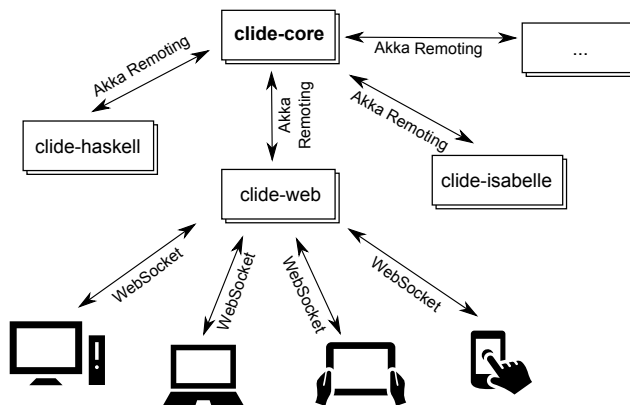 clide-core
Akka Remoting
...
Akka Remoting
Akka
Remoting
Akka Remoting
clide-haskell
clide-web
clide-isabelle
WebSocket
WebSocket
WebSocket
WebSocket